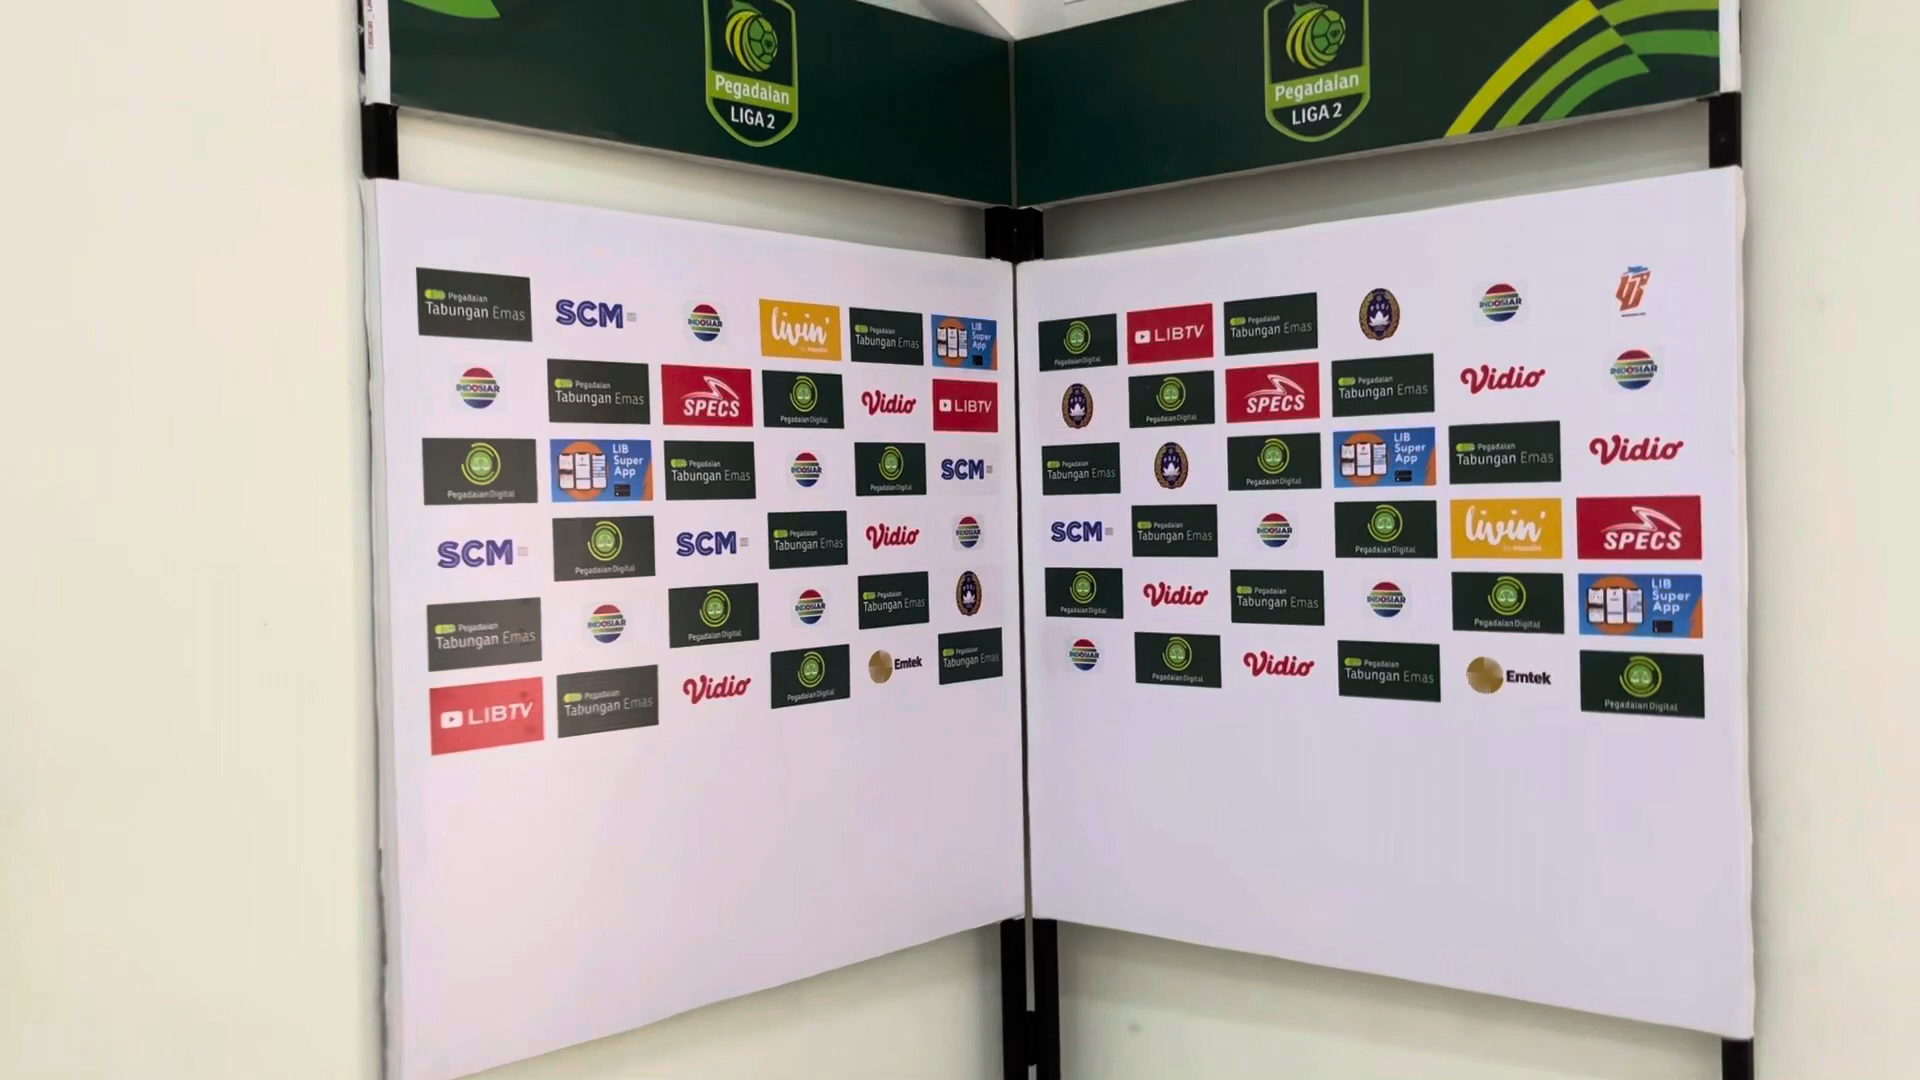 Pegadaian
LIGA 2
Pegadaian
LIGA 2
Pegadaian
Tabungan Emas
SCM
INDOSIAR
livin'
by mandiri
Pegadaian
Tabungan Emas
LIB
Super
App
INDOSIAR
Pegadaian
Tabungan Emas
SPECS
Pegadaian Digital
Vidio
LIBTV
Pegadaian Digital
LIB
Super
App
Pegadaian
Tabungan Emas
INDOSIAR
Pegadaian Digital
SCM
SCM
Pegadaian Digital
SCM
Pegadaian
Tabungan Emas
Vidio
INDOSIAR
Pegadaian
Tabungan Emas
INDOSIAR
Pegadaian Digital
INDOSIAR
Pegadaian
Tabungan Emas
LIBTV
Pegadaian
Tabungan Emas
Vidio
Pegadaian Digital
Emtek
Pegadaian
Tabungan Emas
Pegadaian Digital
LIBTV
Pegadaian
Tabungan Emas
INDOSIAR
Pegadaian Digital
SPECS
Pegadaian
Tabungan Emas
Vidio
INDOSIAR
Pegadaian
Tabungan Emas
Pegadaian Digital
LIB
Super
App
Pegadaian
Tabungan Emas
Vidio
SCM
Pegadaian
Tabungan Emas
INDOSIAR
Pegadaian Digital
livin'
by mandiri
SPECS
Pegadaian Digital
Vidio
Pegadaian
Tabungan Emas
INDOSIAR
Pegadaian Digital
LIB
Super
App
INDOSIAR
Pegadaian Digital
Vidio
Pegadaian
Tabungan Emas
Emtek
Pegadaian Digital